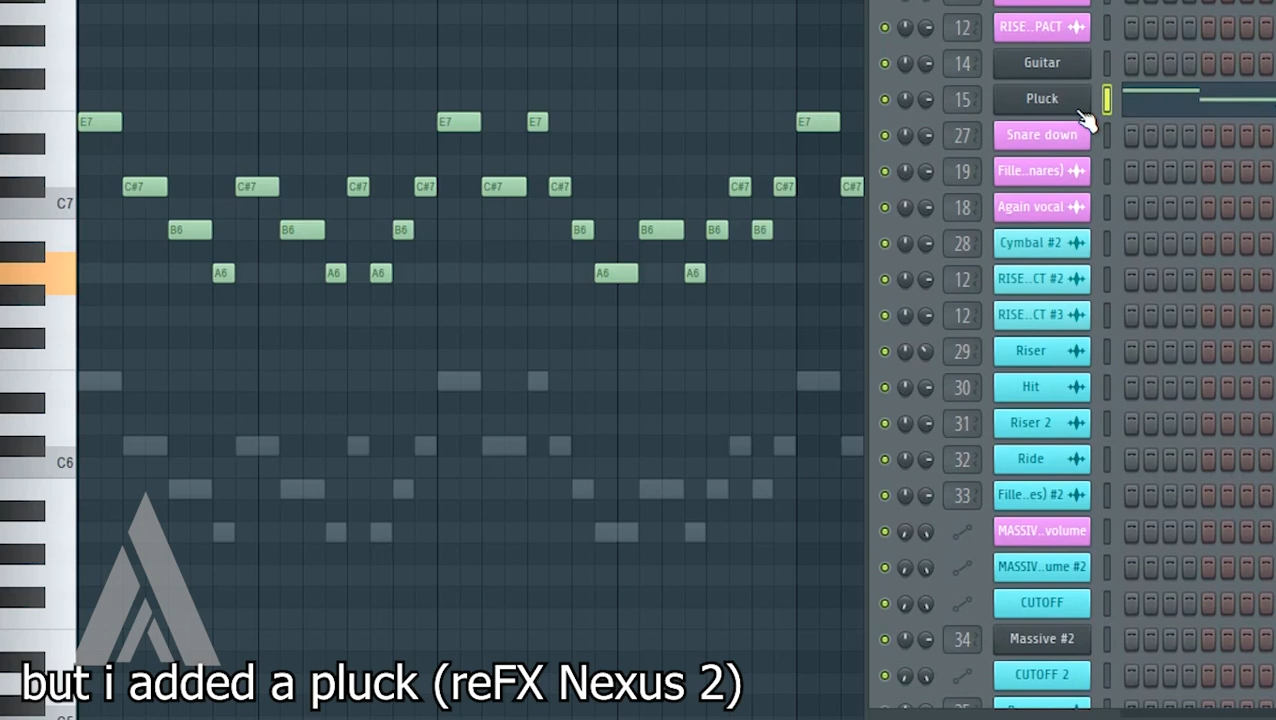 E7 E7 E7 E7
C#7 C#7 C#7 C#7 C#7 C#7 C#7 C#7 C#7
B6 B6 B6 B6 B6 B6 B6
A6 A6 A6 A6 A6
C7
C6
12 RISE..PACT
14 Guitar
15 Pluck
27 Snare down
19 Fille..nares)
18 Again vocal
28 Cymbal #2
12 RISE..CT #2
12 RISE..CT #3
29 Riser
30 Hit
31 Riser 2
32 Ride
33 Fille..es) #2
MASSIV..volume
MASSIV..ume #2
CUTOFF
34 Massive #2
CUTOFF 2
but i added a pluck (reFX Nexus 2)